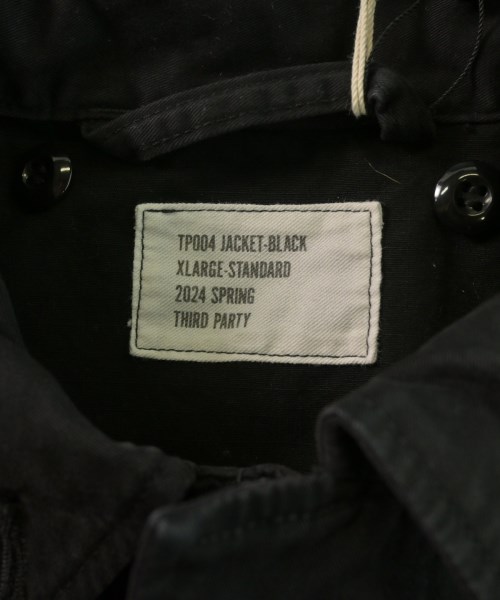 TP004 JACKET-BLACK
XLARGE-STANDARD
2024 SPRING
THIRD PARTY